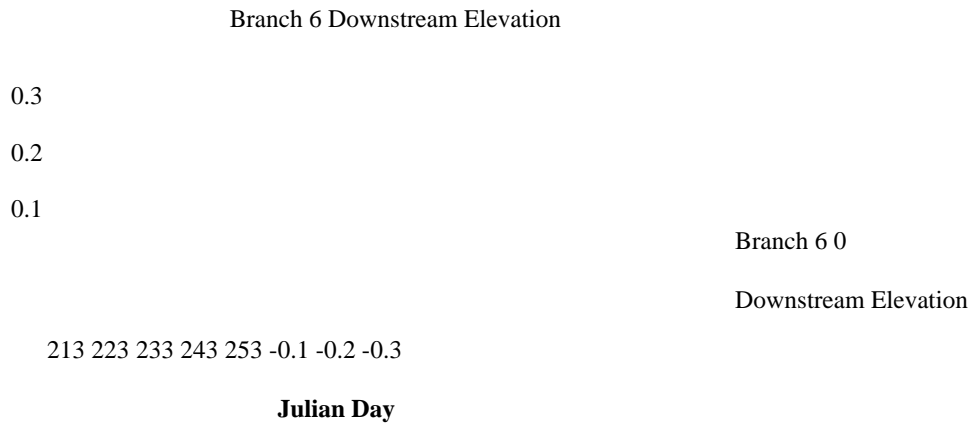 Branch 6 Downstream Elevation
0.3
0.2
0.1
Branch 6 0
Downstream Elevation
213 223 233 243 253 -0.1 -0.2 -0.3
Julian Day